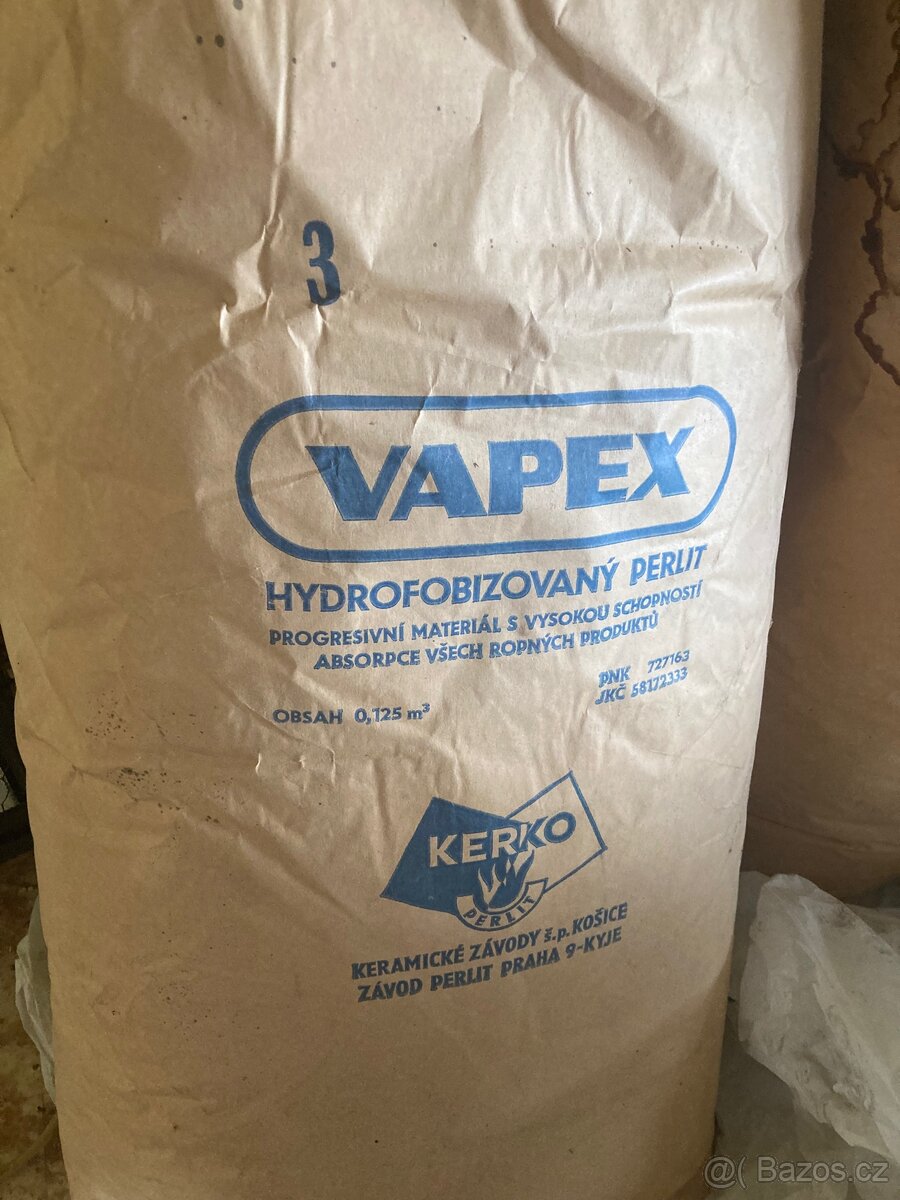 3
VAPEX
HYDROFOBIZOVANÝ PERLIT
PROGRESIVNÍ MATERIÁL S VYSOKOU SCHOPNOSTÍ
ABSORPCE VŠECH ROPNÝCH PRODUKTŮ
PNK 727163
JKČ 58172333
OBSAH 0,125 m³
KERKO
PERLIT
KERAMICKÉ ZÁVODY š.p. KOŠICE
ZÁVOD PERLIT PRAHA 9-KYJE
@( Bazos.cz